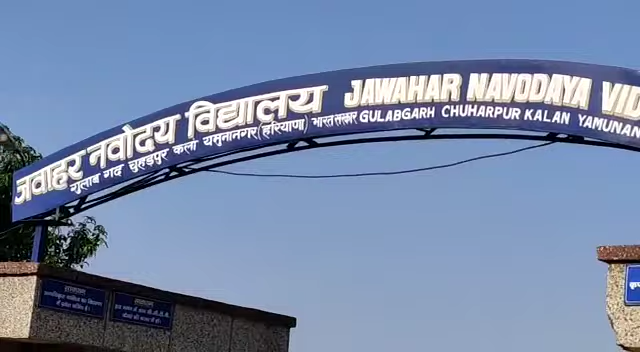 जवाहर नवोदय विद्यालय JAWAHAR NAVODAYA VID
गुलाब गढ चुहडपुर कलां यमुनानगर (हरियाणा) भारत सरकार GULABGARH CHUHARPUR KALAN YAMUNAN